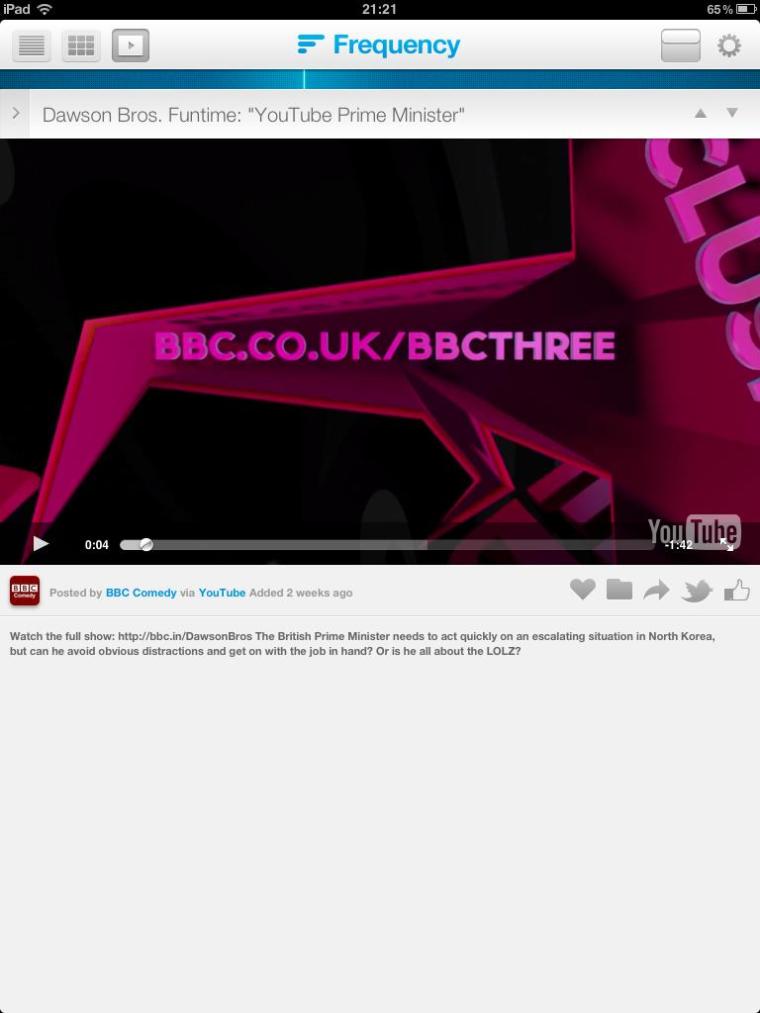 iPad 21:21 65%
Frequency
Dawson Bros. Funtime: "YouTube Prime Minister"
CLUS
BBC.CO.UK/BBCTHREE
YouTube
0:04 -1:42
BBC
Comedy
Posted by BBC Comedy via YouTube Added 2 weeks ago
Watch the full show: http://bbc.in/DawsonBros The British Prime Minister needs to act quickly on an escalating situation in North Korea,
but can he avoid obvious distractions and get on with the job in hand? Or is he all about the LOLZ?